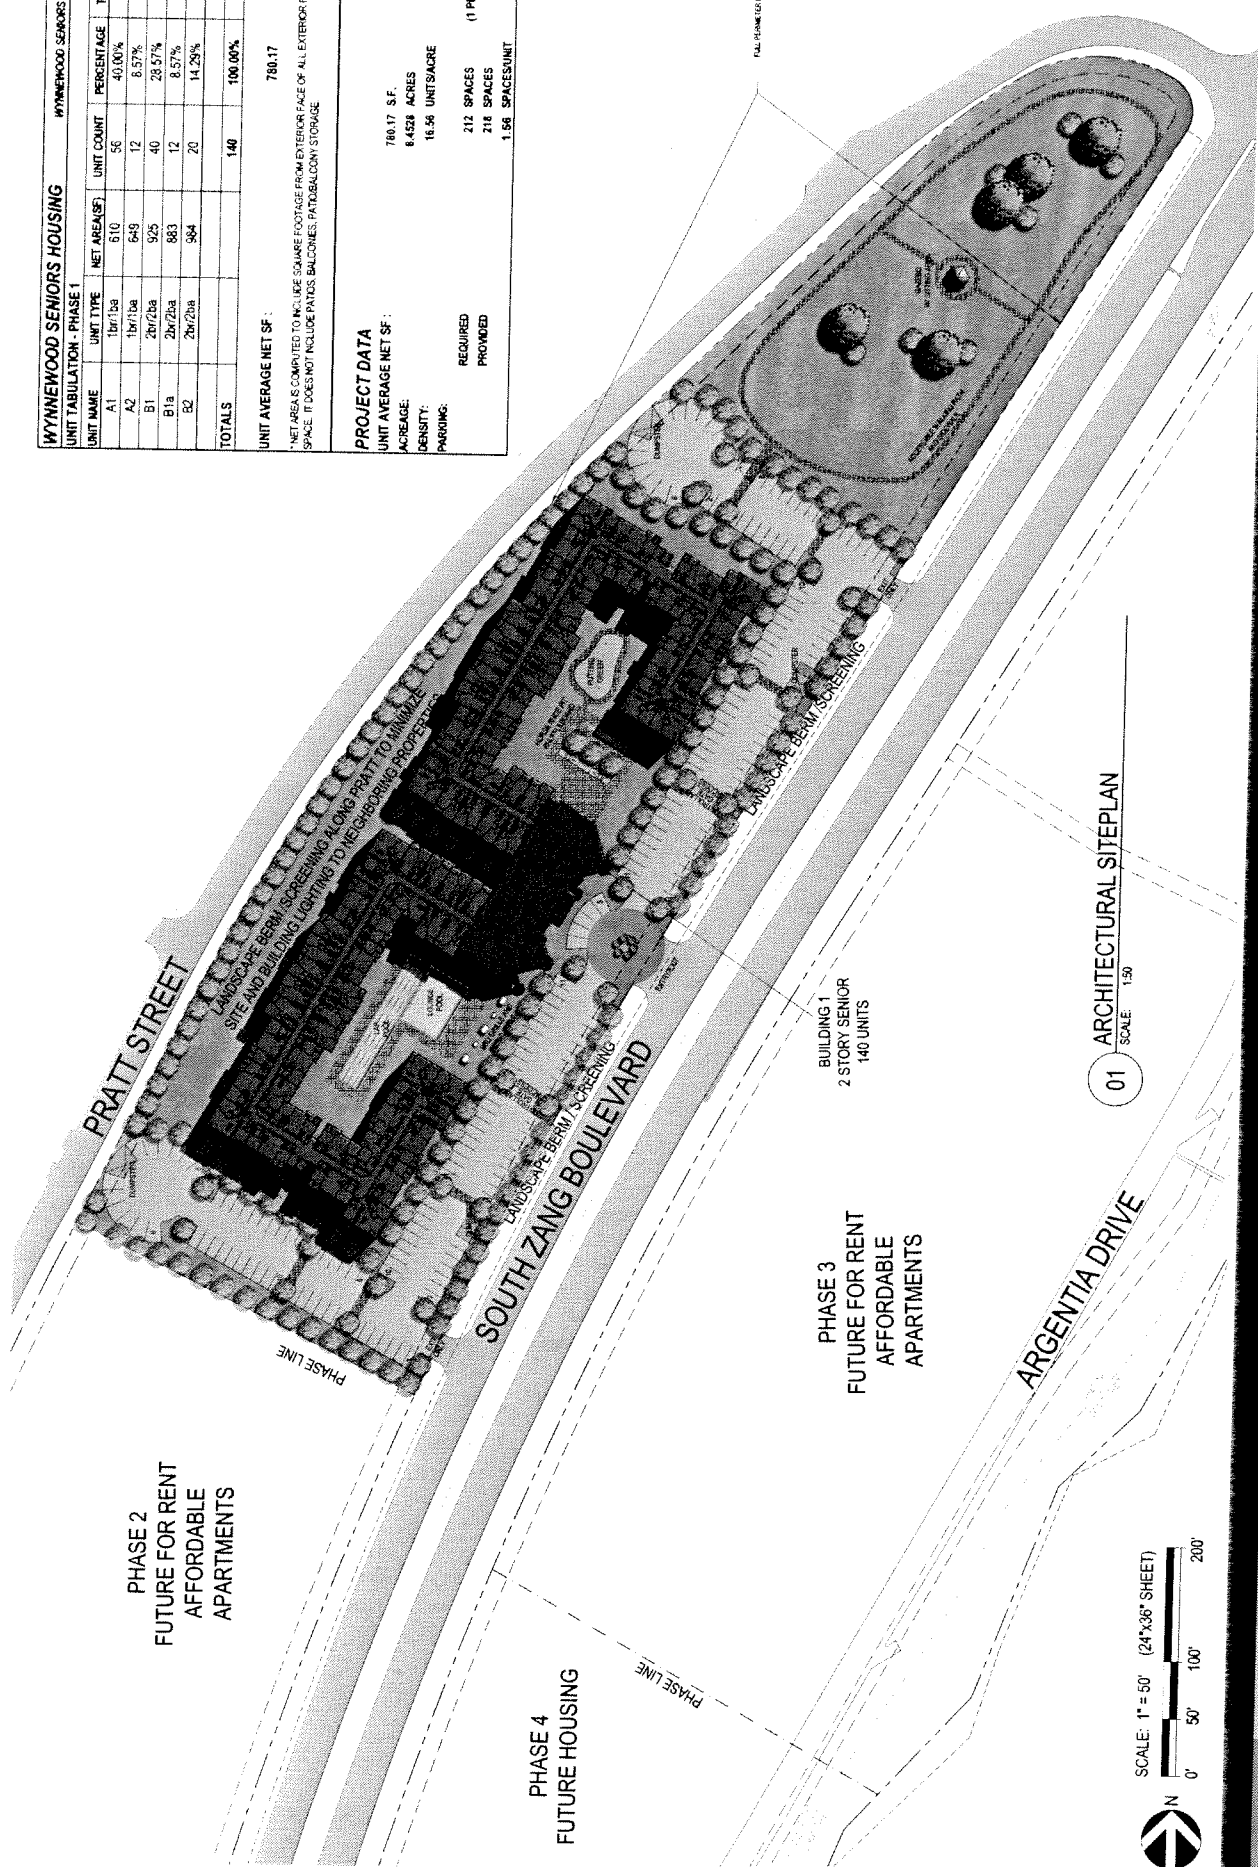 WYNNEWOOD SENIORS HOUSING
WYNNEWOOD SENIORS
UNIT TABULATION - PHASE 1
UNIT NAME UNIT TYPE NET AREA(SF) UNIT COUNT PERCENTAGE
A1 1br/1ba 610 56 40.00%
A2 1br/1ba 649 12 8.57%
B1 2br/2ba 925 40 28.57%
B1a 2br/2ba 883 12 8.57%
B2 2br/2ba 984 20 14.29%
TOTALS 140 100.00%
UNIT AVERAGE NET SF : 780.17
*NET AREA IS COMPUTED TO INCLUDE SQUARE FOOTAGE FROM EXTERIOR FACE OF ALL EXTERIOR
SPACE. IT DOES NOT INCLUDE PATIOS, BALCONIES, PATIO/BALCONY STORAGE
PROJECT DATA
UNIT AVERAGE NET SF : 780.17 S.F.
ACREAGE: 8.4528 ACRES
DENSITY: 16.56 UNITS/ACRE
PARKING:
REQUIRED 212 SPACES
PROVIDED 218 SPACES
1.56 SPACES/UNIT
FULL PERIMETER
PRATT STREET
LANDSCAPE BERM /SCREENING ALONG PRATT TO MINIMIZE
SITE AND BUILDING LIGHTING TO NEIGHBORING PROPERTIES
DUMPSTER
LOUNGE
POOL
PUTTING
GREEN
DUMPSTER
LANDSCAPE BERM / SCREENING
LANDSCAPE BERM /SCREENING
SOUTH ZANG BOULEVARD
PHASE LINE
BUILDING 1
2 STORY SENIOR
140 UNITS
PHASE 2
FUTURE FOR RENT
AFFORDABLE
APARTMENTS
PHASE 3
FUTURE FOR RENT
AFFORDABLE
APARTMENTS
PHASE 4
FUTURE HOUSING
PHASE LINE
ARGENTIA DRIVE
01 ARCHITECTURAL SITEPLAN
SCALE: 1:50
N
SCALE: 1" = 50' (24"x36" SHEET)
0' 50' 100' 200'